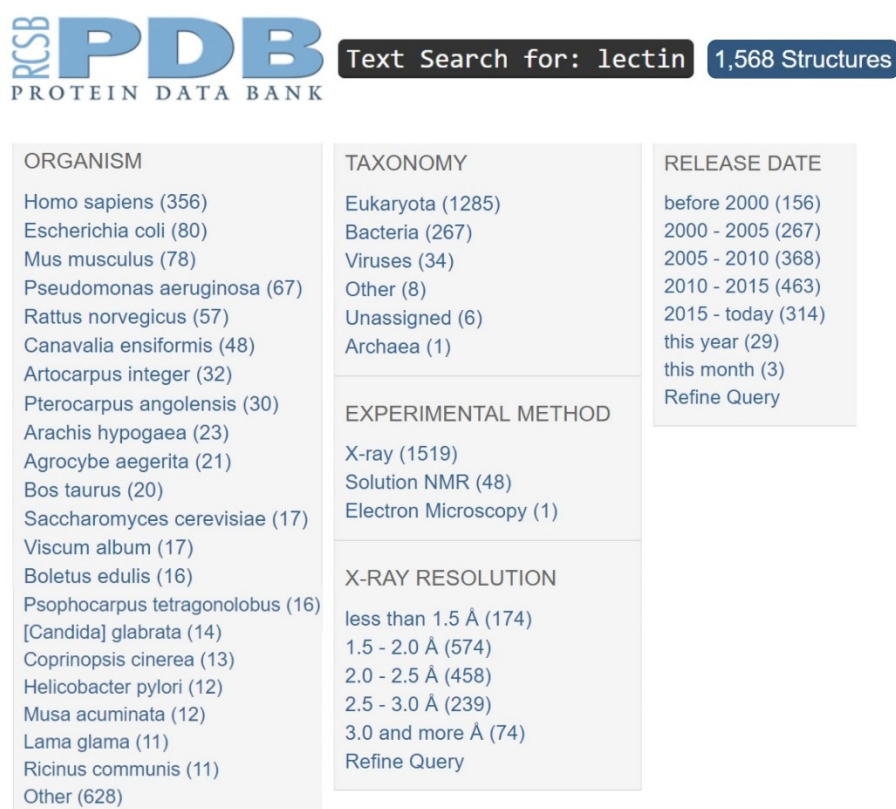 RCSB
PDB
PROTEIN DATA BANK
Text Search for: lectin
1,568 Structures
ORGANISM
Homo sapiens (356)
Escherichia coli (80)
Mus musculus (78)
Pseudomonas aeruginosa (67)
Rattus norvegicus (57)
Canavalia ensiformis (48)
Artocarpus integer (32)
Pterocarpus angolensis (30)
Arachis hypogaea (23)
Agrocybe aegerita (21)
Bos taurus (20)
Saccharomyces cerevisiae (17)
Viscum album (17)
Boletus edulis (16)
Psophocarpus tetragonolobus (16)
[Candida] glabrata (14)
Coprinopsis cinerea (13)
Helicobacter pylori (12)
Musa acuminata (12)
Lama glama (11)
Ricinus communis (11)
Other (628)
TAXONOMY
Eukaryota (1285)
Bacteria (267)
Viruses (34)
Other (8)
Unassigned (6)
Archaea (1)
EXPERIMENTAL METHOD
X-ray (1519)
Solution NMR (48)
Electron Microscopy (1)
X-RAY RESOLUTION
less than 1.5 Å (174)
1.5 - 2.0 Å (574)
2.0 - 2.5 Å (458)
2.5 - 3.0 Å (239)
3.0 and more Å (74)
Refine Query
RELEASE DATE
before 2000 (156)
2000 - 2005 (267)
2005 - 2010 (368)
2010 - 2015 (463)
2015 - today (314)
this year (29)
this month (3)
Refine Query